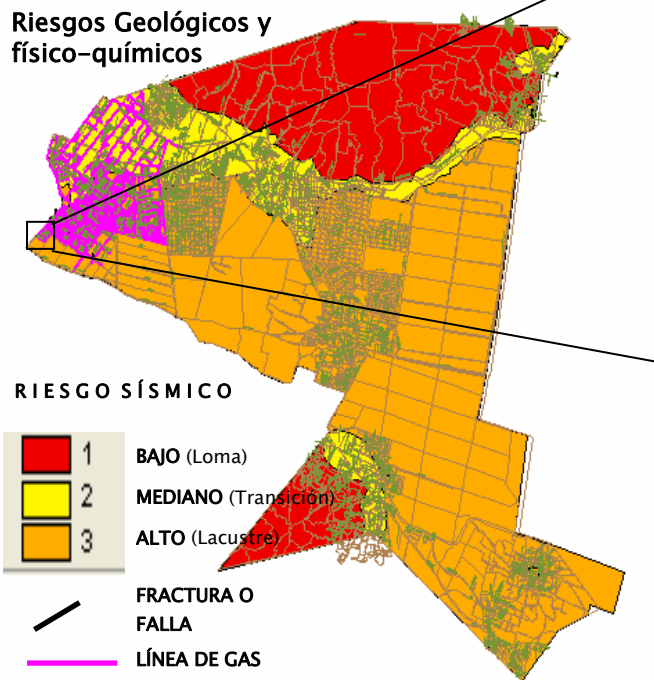 Riesgos Geológicos y
físico-químicos
RIESGO SÍSMICO
1 BAJO (Loma)
2 MEDIANO (Transición)
3 ALTO (Lacustre)
FRACTURA O
FALLA
LÍNEA DE GAS